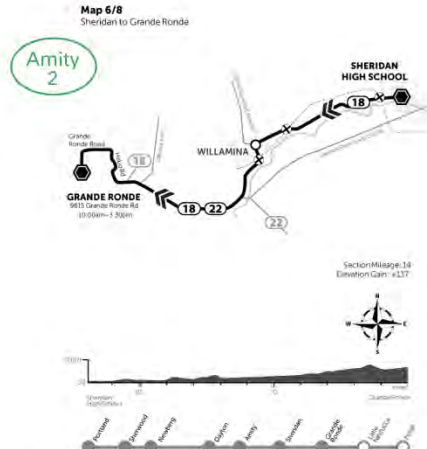 Map 6/8
Sheridan to Grande Ronde
Amity
2
SHERIDAN
HIGH SCHOOL
18
WILLAMINA
Grande
Ronde Road
18
GRANDE RONDE
9615 Grande Ronde Rd
10:00am-3:30pm
18 22
22
Section Mileage: 14
Elevation Gain: +137
N
W E
S
Portland
Sherwood
Newberg
Dayton
Amity
Sheridan
Grande
Ronde